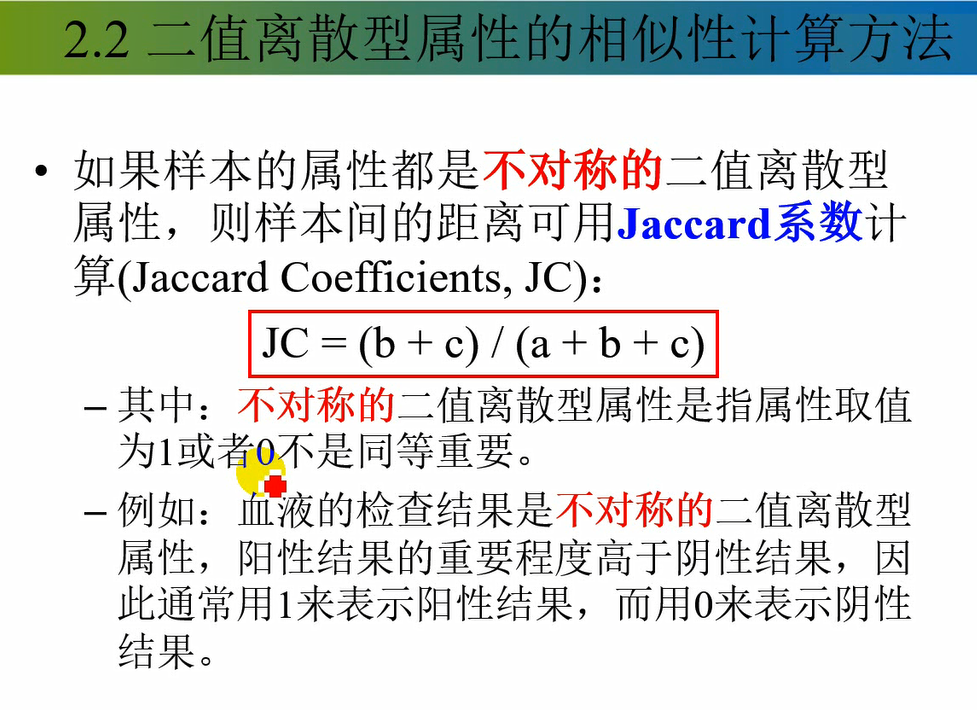 2.2 二值离散型属性的相似性计算方法
• 如果样本的属性都是不对称的二值离散型
属性，则样本间的距离可用Jaccard系数计
算(Jaccard Coefficients, JC)：
JC = (b + c) / (a + b + c)
– 其中：不对称的二值离散型属性是指属性取值
为1或者0不是同等重要。
– 例如：血液的检查结果是不对称的二值离散型
属性，阳性结果的重要程度高于阴性结果，因
此通常用1来表示阳性结果，而用0来表示阴性
结果。